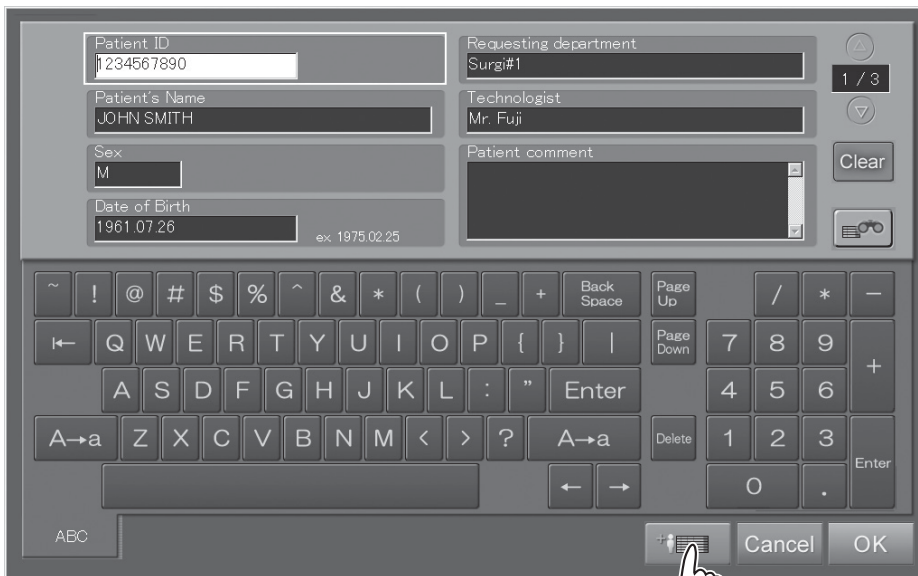 Patient ID
1234567890
Patient's Name
JOHN SMITH
Sex
M
Date of Birth
1961.07.26
ex. 1975.02.25
Requesting department
Surgi#1
Technologist
Mr. Fuji
Patient comment
1 / 3
Clear
~ ! @ # $ % ^ & * ( ) _ + Back Space
Page Up
/ * −
Q W E R T Y U I O P { } |
Page Down
7 8 9 +
A S D F G H J K L : " Enter
4 5 6
A→a Z X C V B N M < > ? A→a
Delete
1 2 3 Enter
← →
0 .
ABC
Cancel
OK